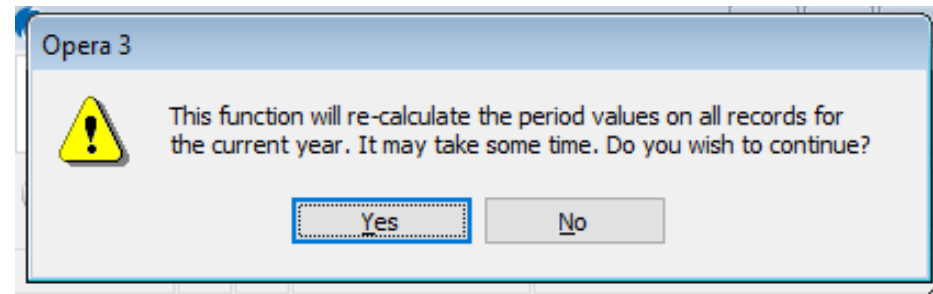 Opera 3
This function will re-calculate the period values on all records for
the current year. It may take some time. Do you wish to continue?
Yes
No